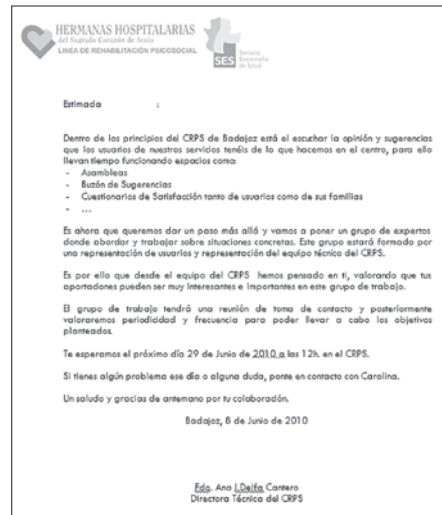 HERMANAS HOSPITALARIAS
del Sagrado Corazón de Jesús
LINEA DE REHABILITACIÓN PSICOSOCIAL
SES
Servicio
Extremeño
de Salud
Estimada :
Dentro de los principios del CRPS de Badajoz está el escuchar la opinión y sugerencias
que los usuarios de nuestros servicios tenéis de lo que hacemos en el centro, para ello
llevan tiempo funcionando espacios como:
- Asambleas
- Buzón de Sugerencias
- Cuestionarios de Satisfacción tanto de usuarios como de sus familias
- ...
Es ahora que queremos dar un paso más allá y vamos a poner un grupo de expertos
donde abordar y trabajar sobre situaciones concretas. Este grupo estará formado por
una representación de usuarios y representación del equipo técnico del CRPS.
Es por ello que desde el equipo del CRPS hemos pensado en ti, valorando que tus
aportaciones pueden ser muy interesantes e importantes en este grupo de trabajo.
El grupo de trabajo tendrá una reunión de toma de contacto y posteriormente
valoraremos periodicidad y frecuencia para poder llevar a cabo los objetivos
planteados.
Te esperamos el próximo día 29 de Junio de 2010 a las 12h. en el CRPS.
Si tienes algún problema ese día o alguna duda, ponte en contacto con Carolina.
Un saludo y gracias de antemano por tu colaboración.
Badajoz, 8 de Junio de 2010
Fdo. Ana J.Delfa Cantero
Directora Técnica del CRPS